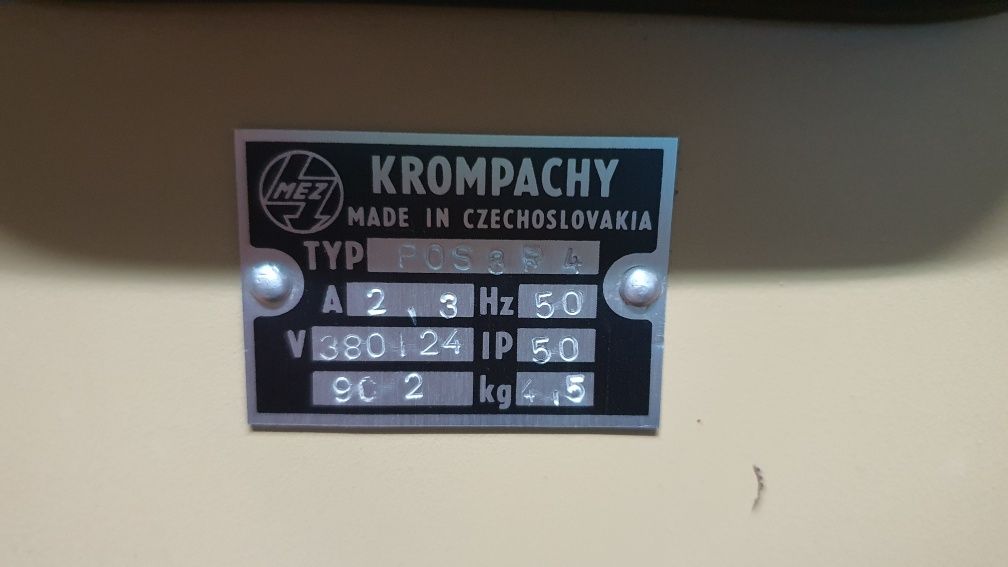 MEZ
KROMPACHY
MADE IN CZECHOSLOVAKIA
TYP POS
A 2,3 Hz 50
V 380/24 IP 50
90 2 kg 4,5